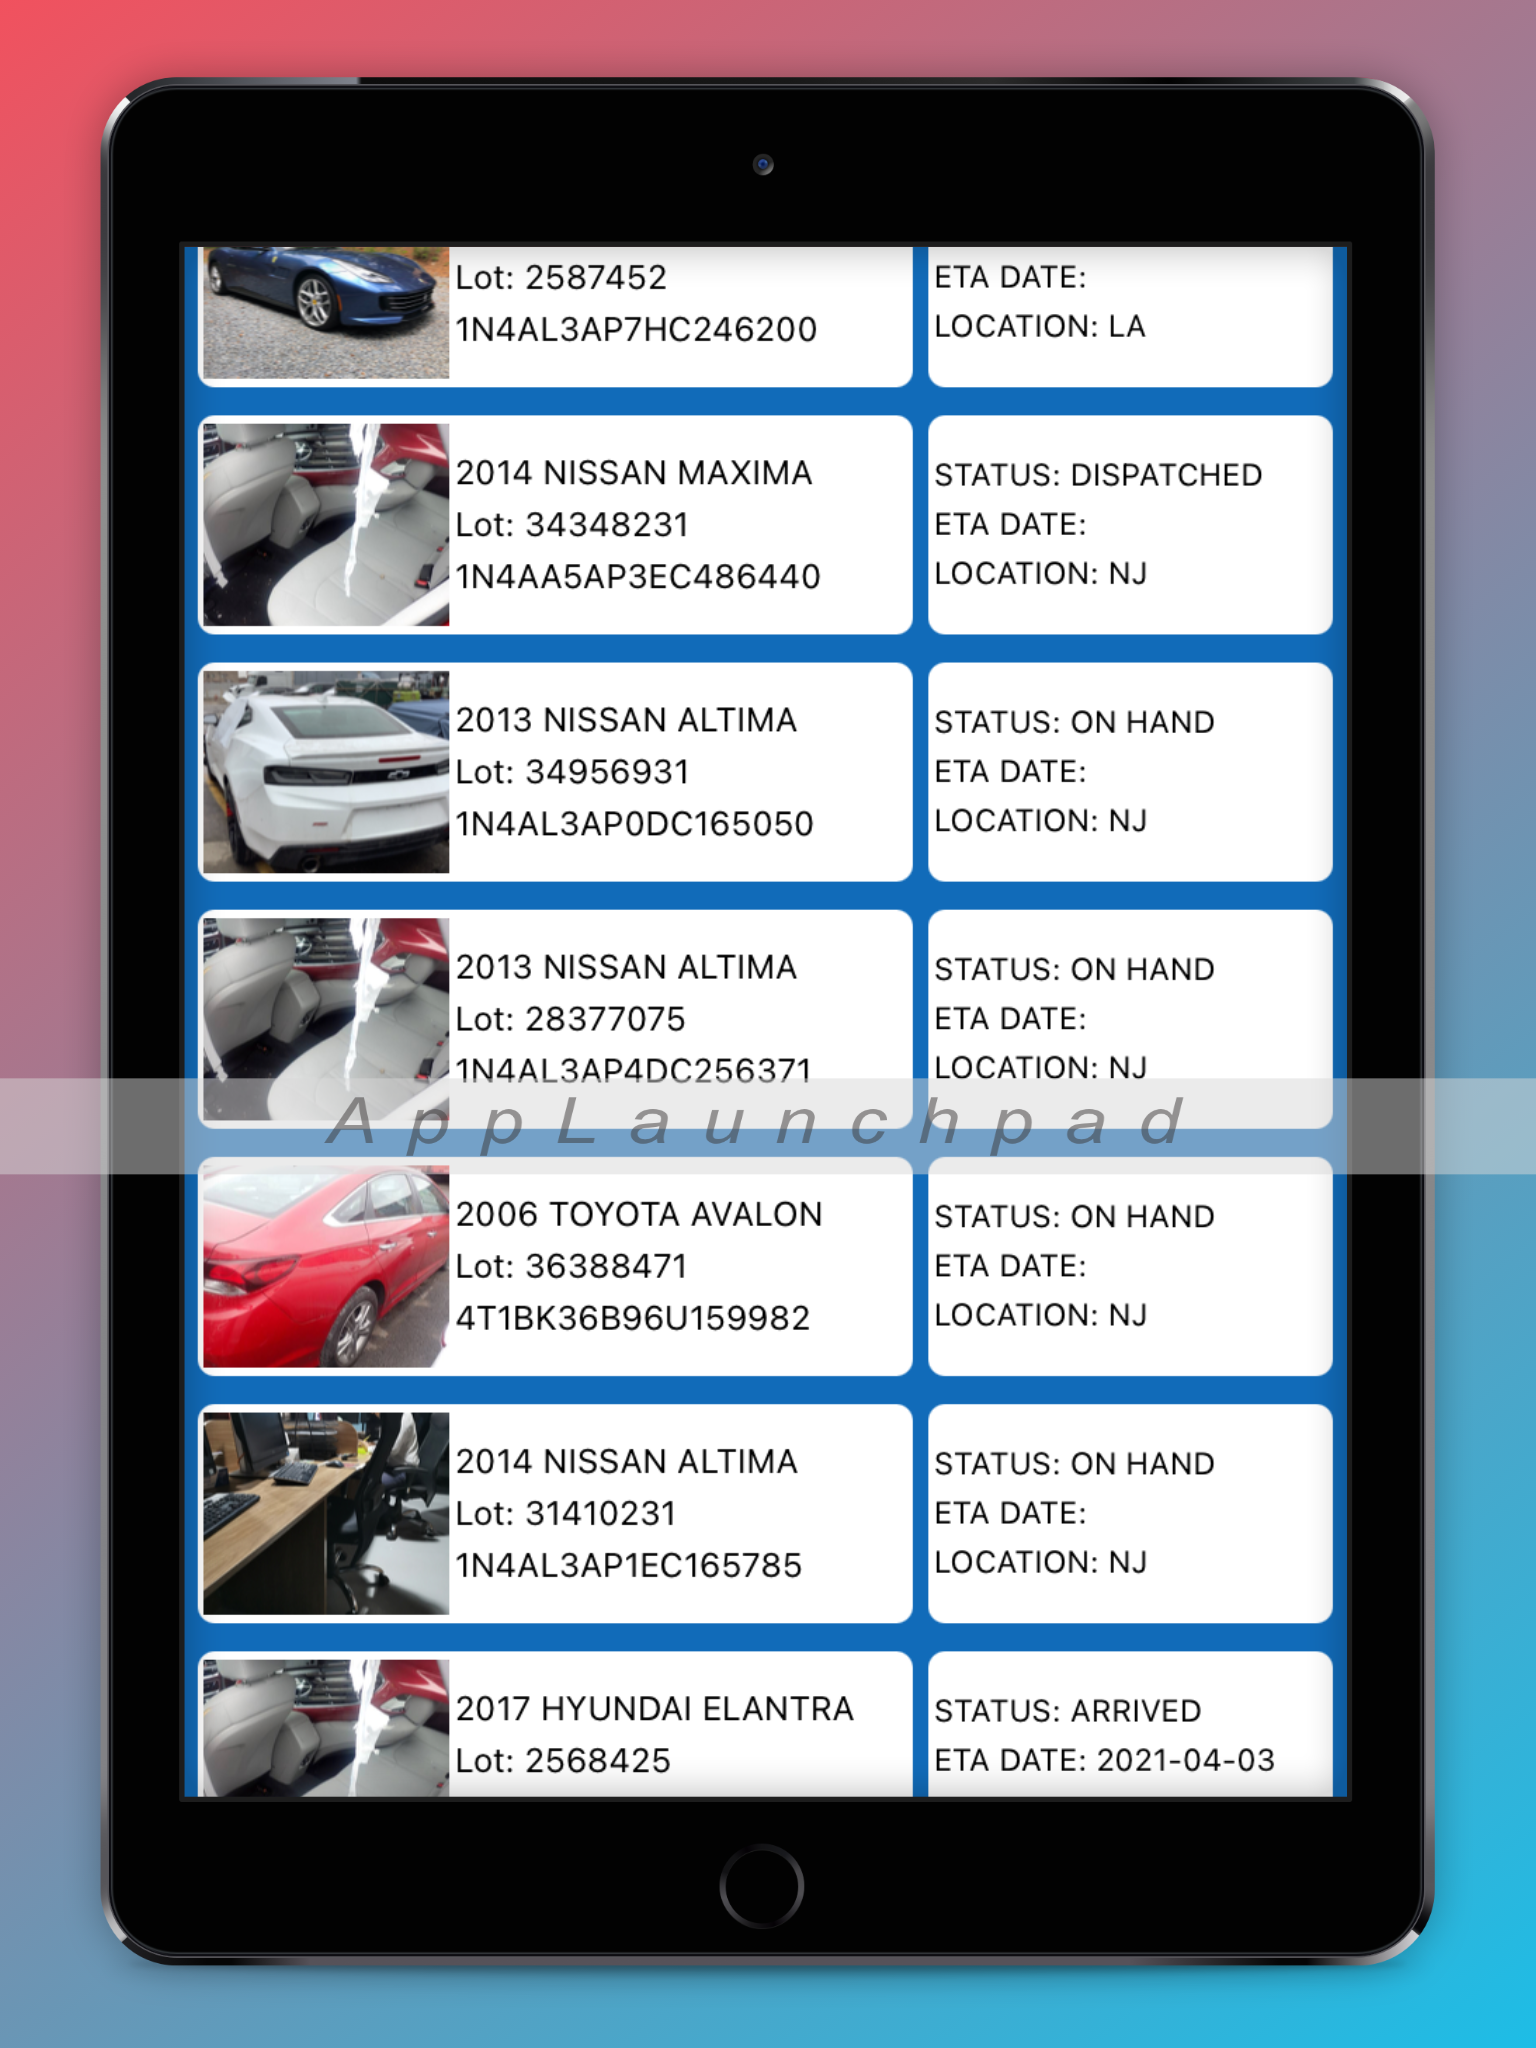 Lot: 2587452
1N4AL3AP7HC246200
ETA DATE:
LOCATION: LA
2014 NISSAN MAXIMA
Lot: 34348231
1N4AA5AP3EC486440
STATUS: DISPATCHED
ETA DATE:
LOCATION: NJ
2013 NISSAN ALTIMA
Lot: 34956931
1N4AL3AP0DC165050
STATUS: ON HAND
ETA DATE:
LOCATION: NJ
2013 NISSAN ALTIMA
Lot: 28377075
1N4AL3AP4DC256371
STATUS: ON HAND
ETA DATE:
LOCATION: NJ
AppLaunchpad
2006 TOYOTA AVALON
Lot: 36388471
4T1BK36B96U159982
STATUS: ON HAND
ETA DATE:
LOCATION: NJ
2014 NISSAN ALTIMA
Lot: 31410231
1N4AL3AP1EC165785
STATUS: ON HAND
ETA DATE:
LOCATION: NJ
2017 HYUNDAI ELANTRA
Lot: 2568425
STATUS: ARRIVED
ETA DATE: 2021-04-03